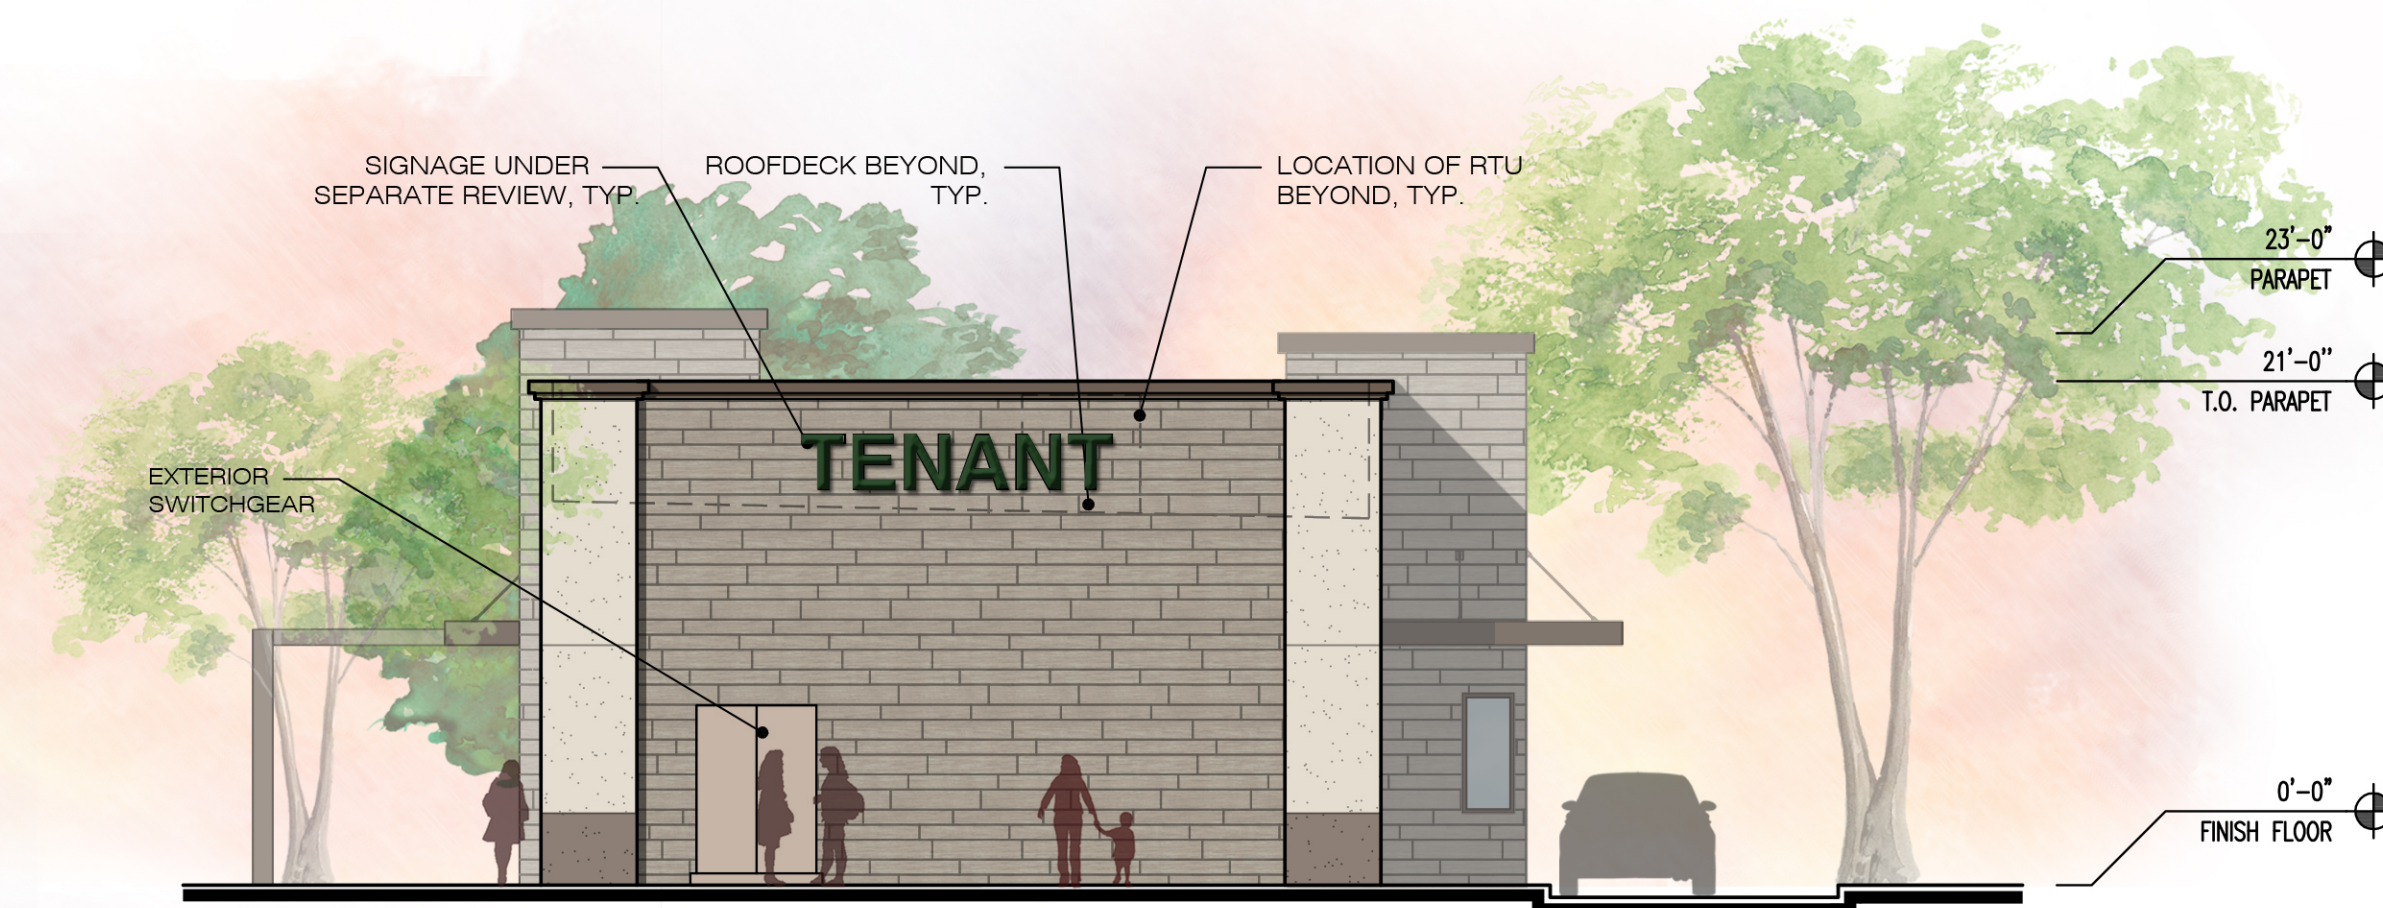 SIGNAGE UNDER
SEPARATE REVIEW, TYP.
ROOFDECK BEYOND,
TYP.
LOCATION OF RTU
BEYOND, TYP.
23'-0"
PARAPET
21'-0"
T.O. PARAPET
TENANT
EXTERIOR
SWITCHGEAR
0'-0"
FINISH FLOOR